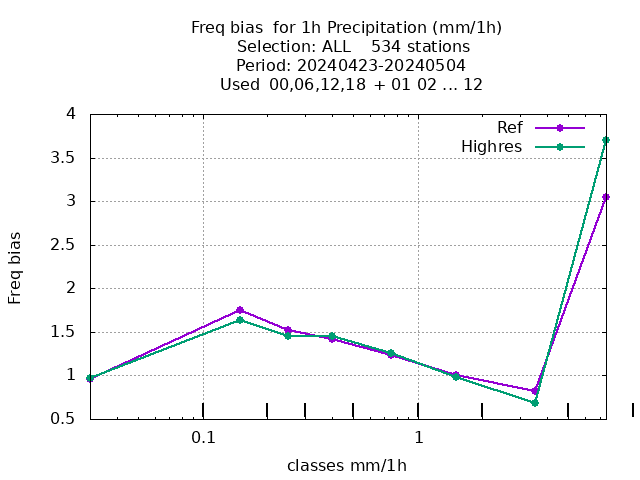 Freq bias  for 1h Precipitation (mm/1h)
Selection: ALL    534 stations
Period: 20240423-20240504
Used  00,06,12,18  + 01 02 ... 12
Ref
Highres
4
3.5
3
2.5
2
1.5
1
0.5
0.1
1
Freq bias
classes mm/1h